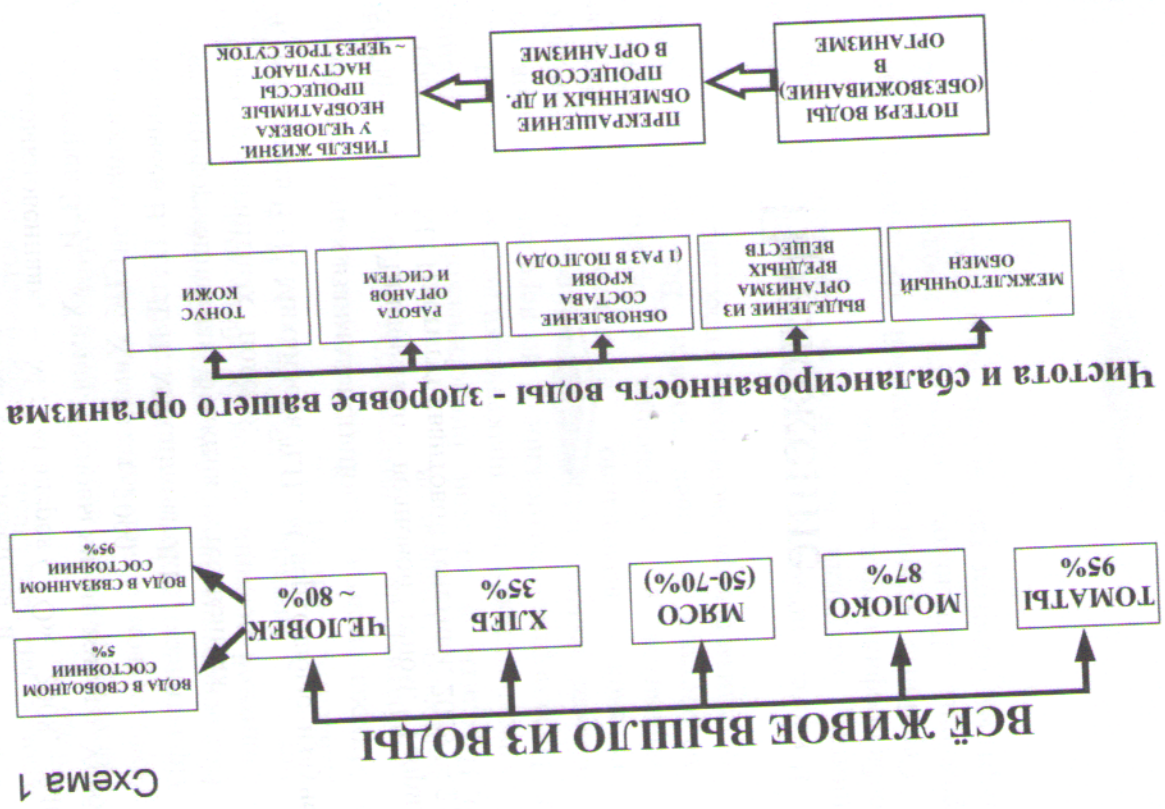 Схема 1
ВСЁ ЖИВОЕ ВЫШЛО ИЗ ВОДЫ
ТОМАТЫ
95%
МОЛОКО
87%
МЯСО
(50-70%)
ХЛЕБ
35%
ЧЕЛОВЕК
~ 80%
ВОДА В СВОБОДНОМ
СОСТОЯНИИ
5%
ВОДА В СВЯЗАННОМ
СОСТОЯНИИ
95%
Чистота и сбалансированность воды - здоровье вашего организма
МЕЖКЛЕТОЧНЫЙ
ОБМЕН
ВЫДЕЛЕНИЕ ИЗ
ОРГАНИЗМА
ВРЕДНЫХ
ВЕЩЕСТВ
ОБНОВЛЕНИЕ
СОСТАВА
КРОВИ
(1 РАЗ В ПОЛГОДА)
РАБОТА
ОРГАНОВ
И СИСТЕМ
ТОНУС
КОЖИ
ПОТЕРЯ ВОДЫ
(ОБЕЗВОЖИВАНИЕ)
В
ОРГАНИЗМЕ
ПРЕКРАЩЕНИЕ
ОБМЕННЫХ И ДР.
ПРОЦЕССОВ
В ОРГАНИЗМЕ
ГИБЕЛЬ ЖИЗНИ.
У ЧЕЛОВЕКА
НЕОБРАТИМЫЕ
ПРОЦЕССЫ
НАСТУПАЮТ
~ ЧЕРЕЗ ТРОЕ СУТОК